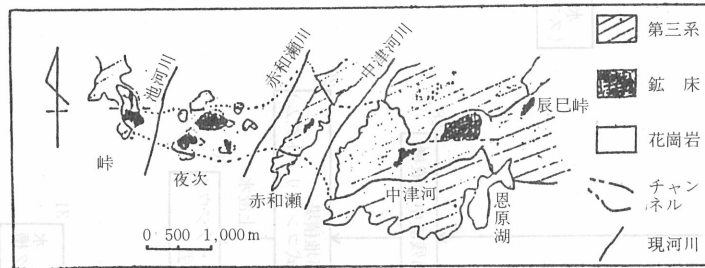 池河川
赤和瀬川
中津河川
辰巳峠
峠
夜次
赤和瀬
中津河
恩原湖
0 500 1,000m
第三系
鉱床
花崗岩
チャン
ネル
現河川